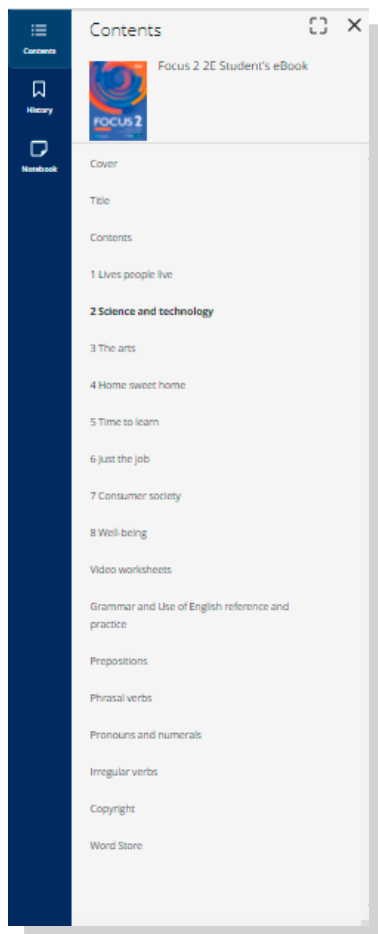 Contents
Contents
Focus 2 2E Student's eBook
FOCUS 2
History
Notebook
Cover
Title
Contents
1 Lives people live
2 Science and technology
3 The arts
4 Home sweet home
5 Time to learn
6 Just the job
7 Consumer society
8 Well-being
Video worksheets
Grammar and Use of English reference and
practice
Prepositions
Phrasal verbs
Pronouns and numerals
Irregular verbs
Copyright
Word Store